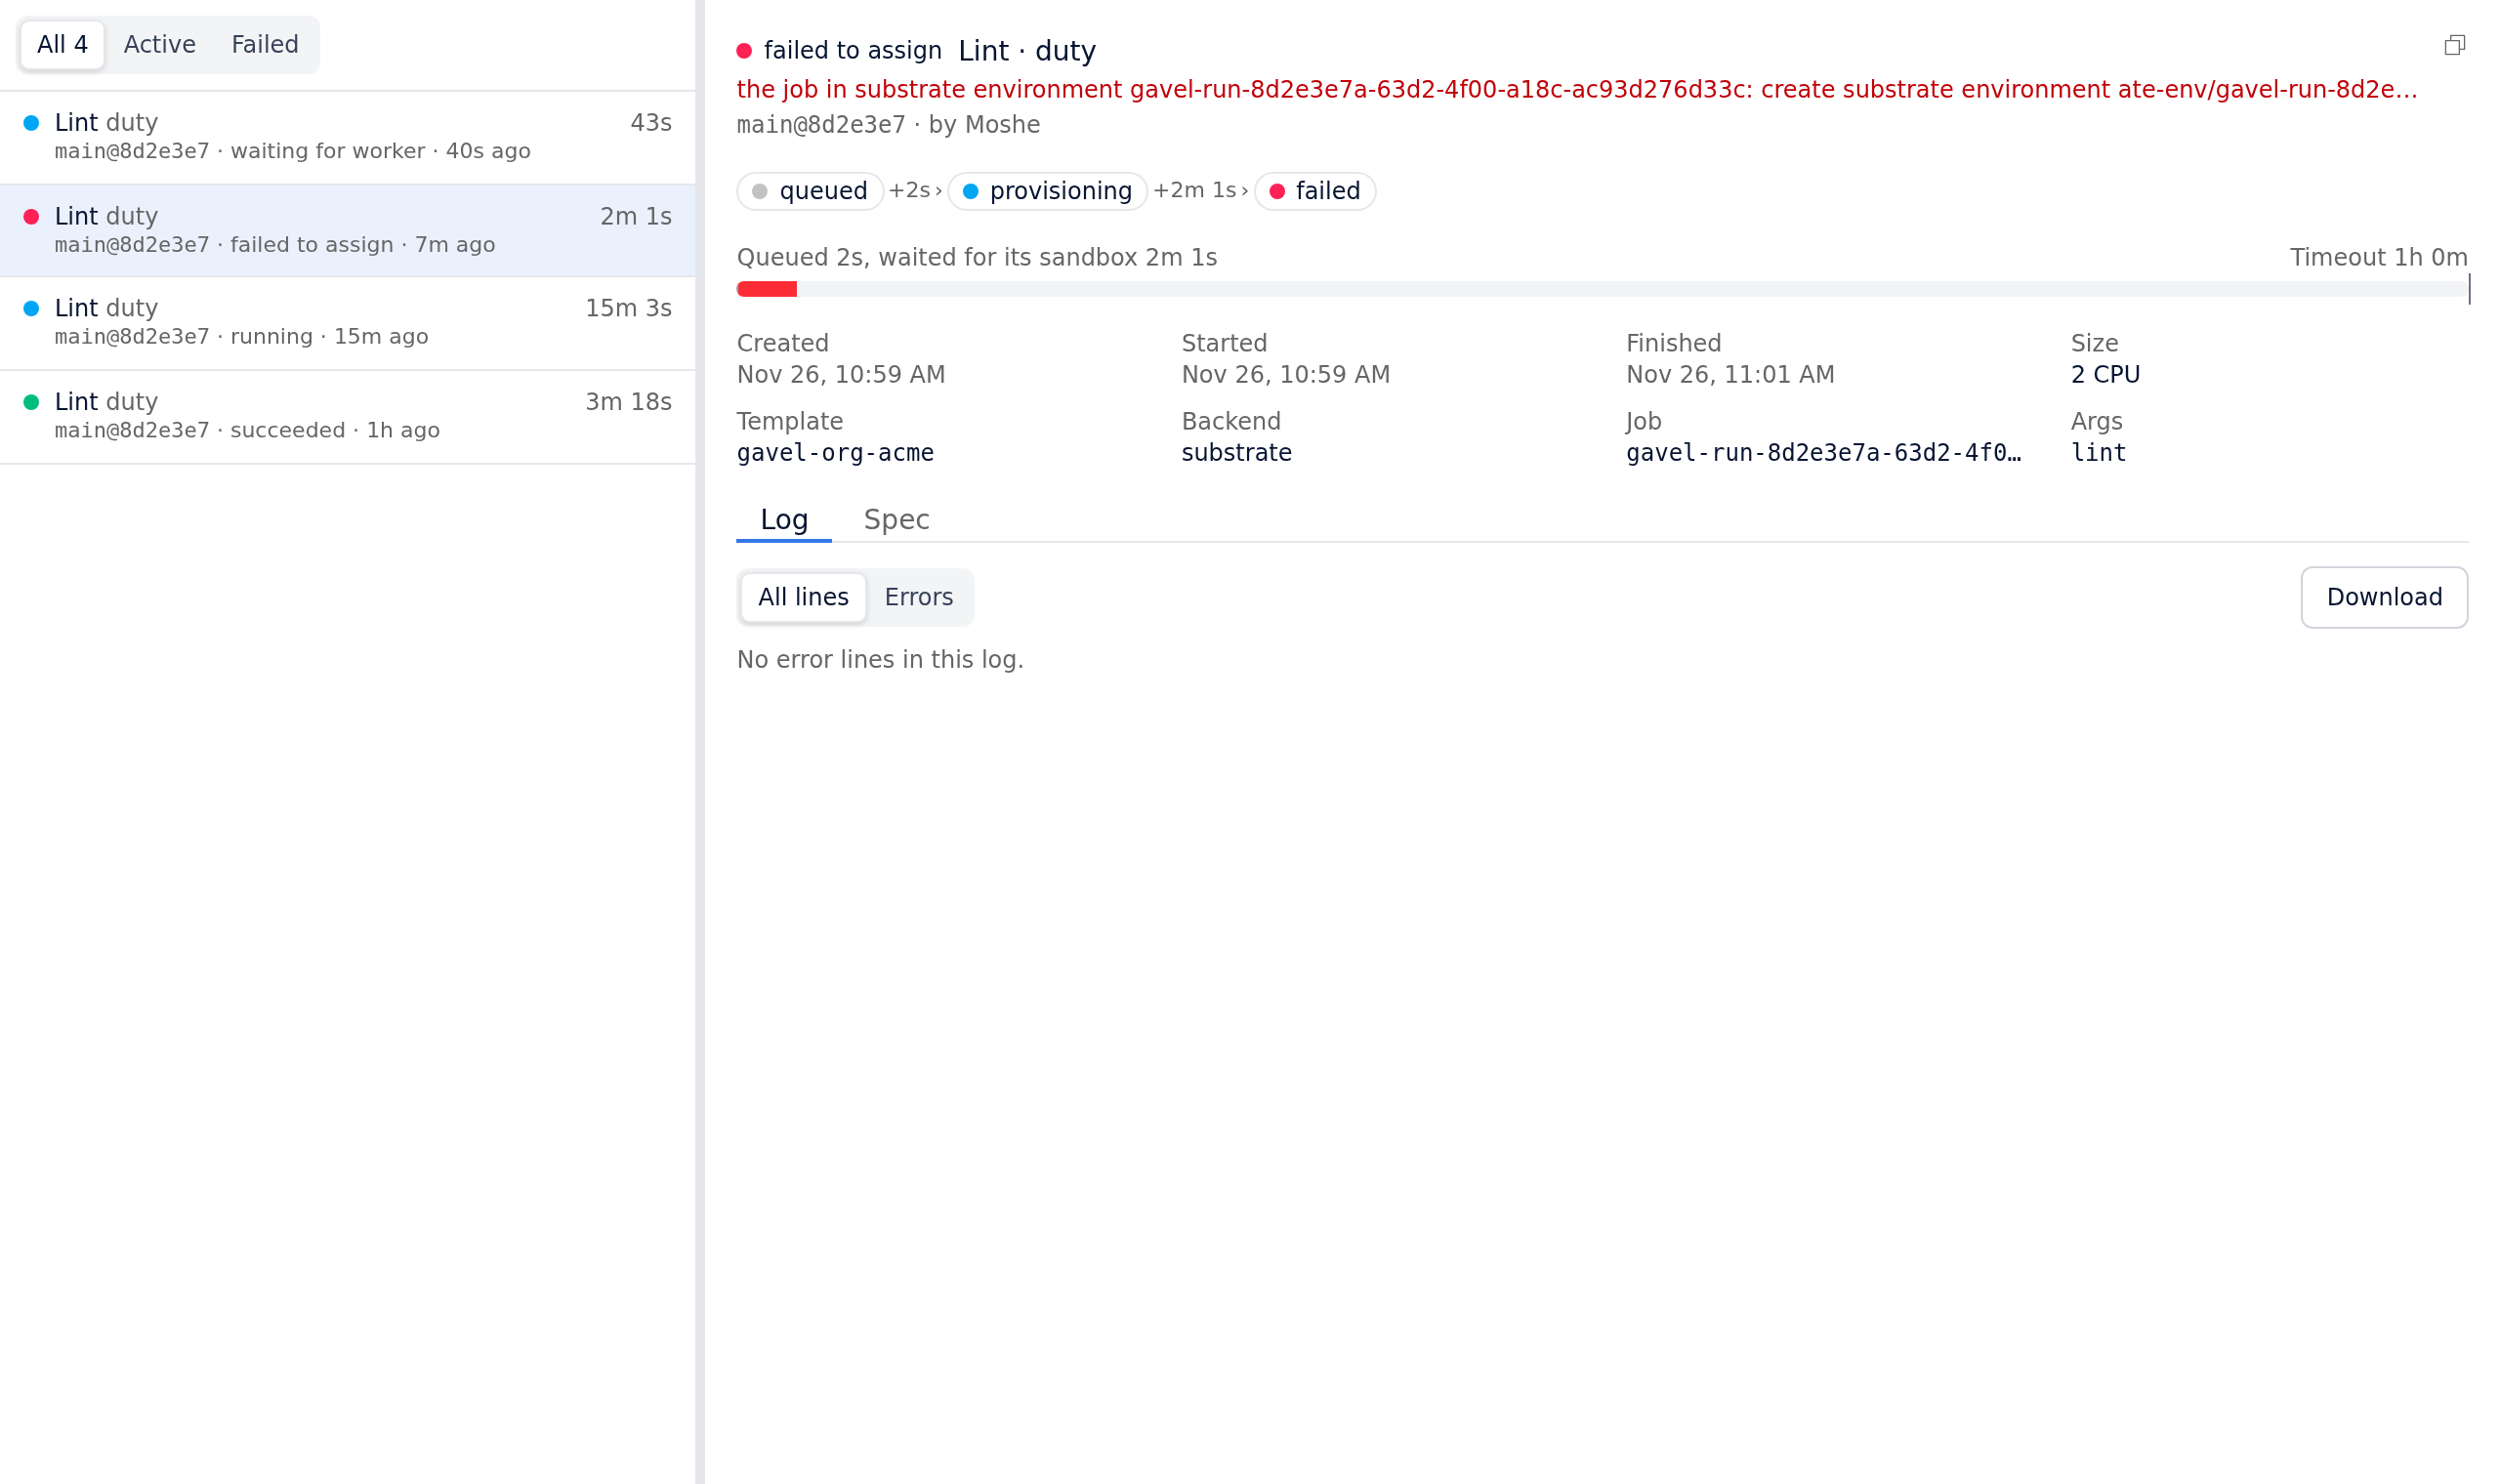 All 4 Active Failed
Lint duty 43s
main@8d2e3e7 · waiting for worker · 40s ago
Lint duty 2m 1s
main@8d2e3e7 · failed to assign · 7m ago
Lint duty 15m 3s
main@8d2e3e7 · running · 15m ago
Lint duty 3m 18s
main@8d2e3e7 · succeeded · 1h ago
failed to assign Lint · duty
the job in substrate environment gavel-run-8d2e3e7a-63d2-4f00-a18c-ac93d276d33c: create substrate environment ate-env/gavel-run-8d2e…
main@8d2e3e7 · by Moshe
queued +2s › provisioning +2m 1s › failed
Queued 2s, waited for its sandbox 2m 1s Timeout 1h 0m
Created Started Finished Size
Nov 26, 10:59 AM Nov 26, 10:59 AM Nov 26, 11:01 AM 2 CPU
Template Backend Job Args
gavel-org-acme substrate gavel-run-8d2e3e7a-63d2-4f0… lint
Log Spec
All lines Errors Download
No error lines in this log.